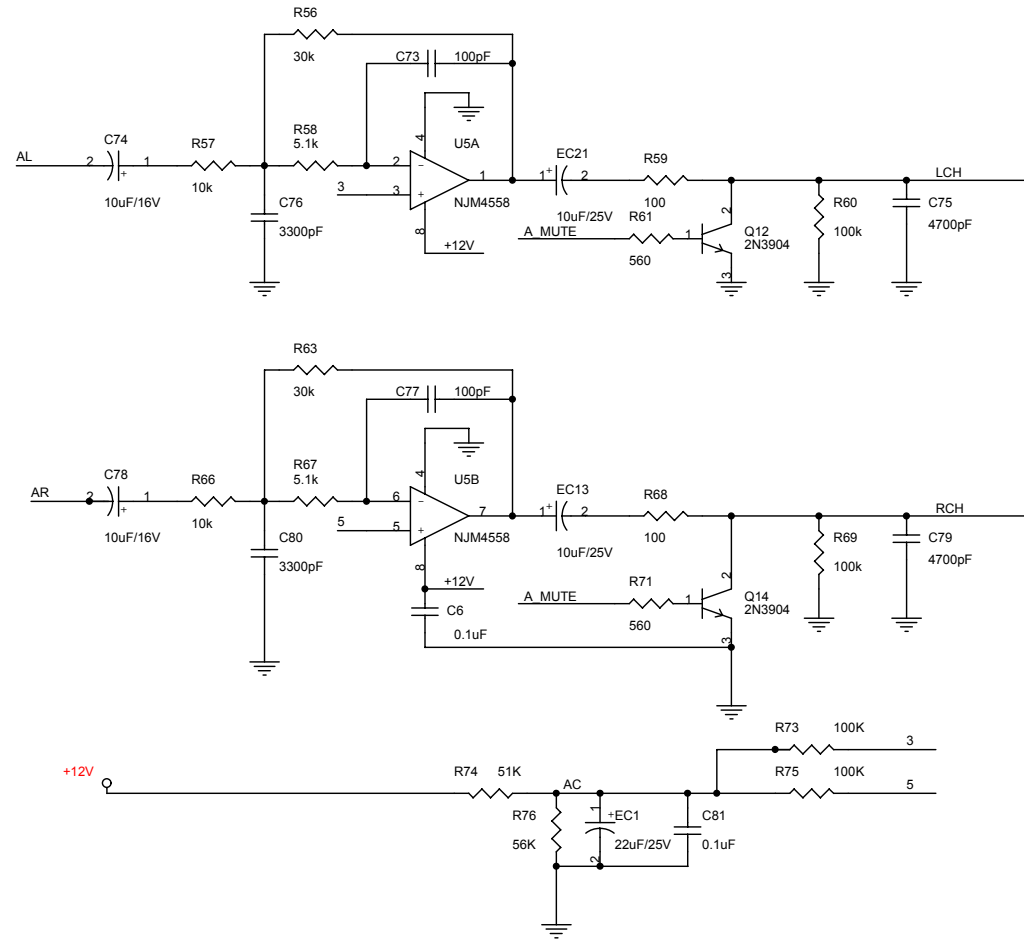 R56
30k
C73 100pF
4
C74
R57
R58
5.1k
U5A
EC21
R59
AL 2 1
2
1
1 + 2
LCH
+
−
10uF/16V
10k
C76
3300pF
3 3 +
NJM4558
10uF/25V
100
2
R60
100k
C75
4700pF
R61
8
A_MUTE
1
Q12
2N3904
+12V
560
3
R63
30k
C77 100pF
4
C78
R66
R67
5.1k
U5B
EC13
R68
AR 2 1
6
7
1 + 2
RCH
+
−
10uF/16V
10k
C80
3300pF
5 5 +
NJM4558
10uF/25V
100
R69
100k
C79
4700pF
8
+12V
R71
2
A_MUTE
1
Q14
2N3904
C6
560
0.1uF
3
R73 100K
3
+12V
R74 51K
AC
R75 100K
5
R76
56K
1
+EC1
22uF/25V
2
C81
0.1uF